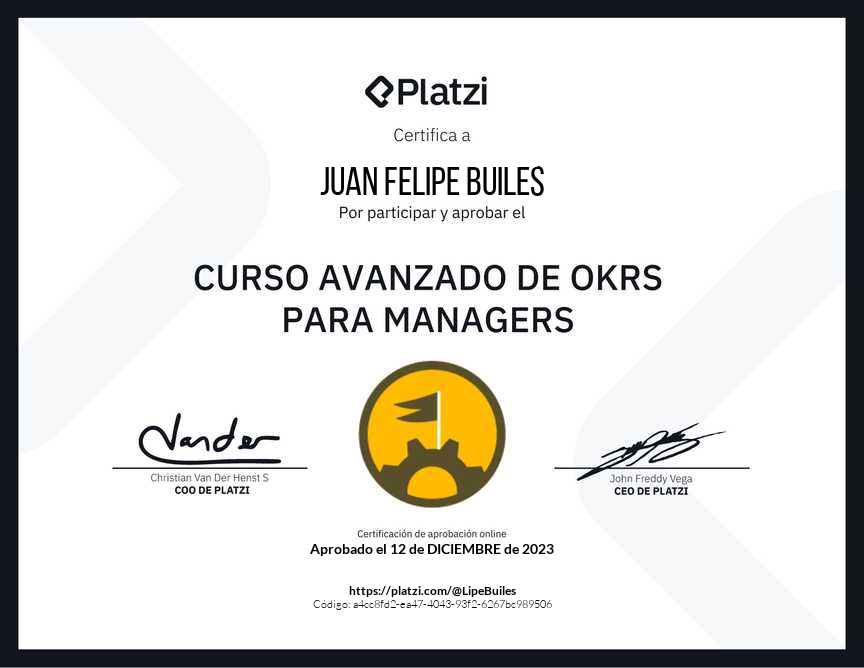 Platzi
Certifica a
JUAN FELIPE BUILES
Por participar y aprobar el
CURSO AVANZADO DE OKRS
PARA MANAGERS
Vander
Christian Van Der Henst S
COO DE PLATZI
John Freddy Vega
CEO DE PLATZI
Certificación de aprobación online
Aprobado el 12 de DICIEMBRE de 2023
https://platzi.com/@LipeBuiles
Código: a4cc8fd2-ea47-4043-93f2-6267bc989506